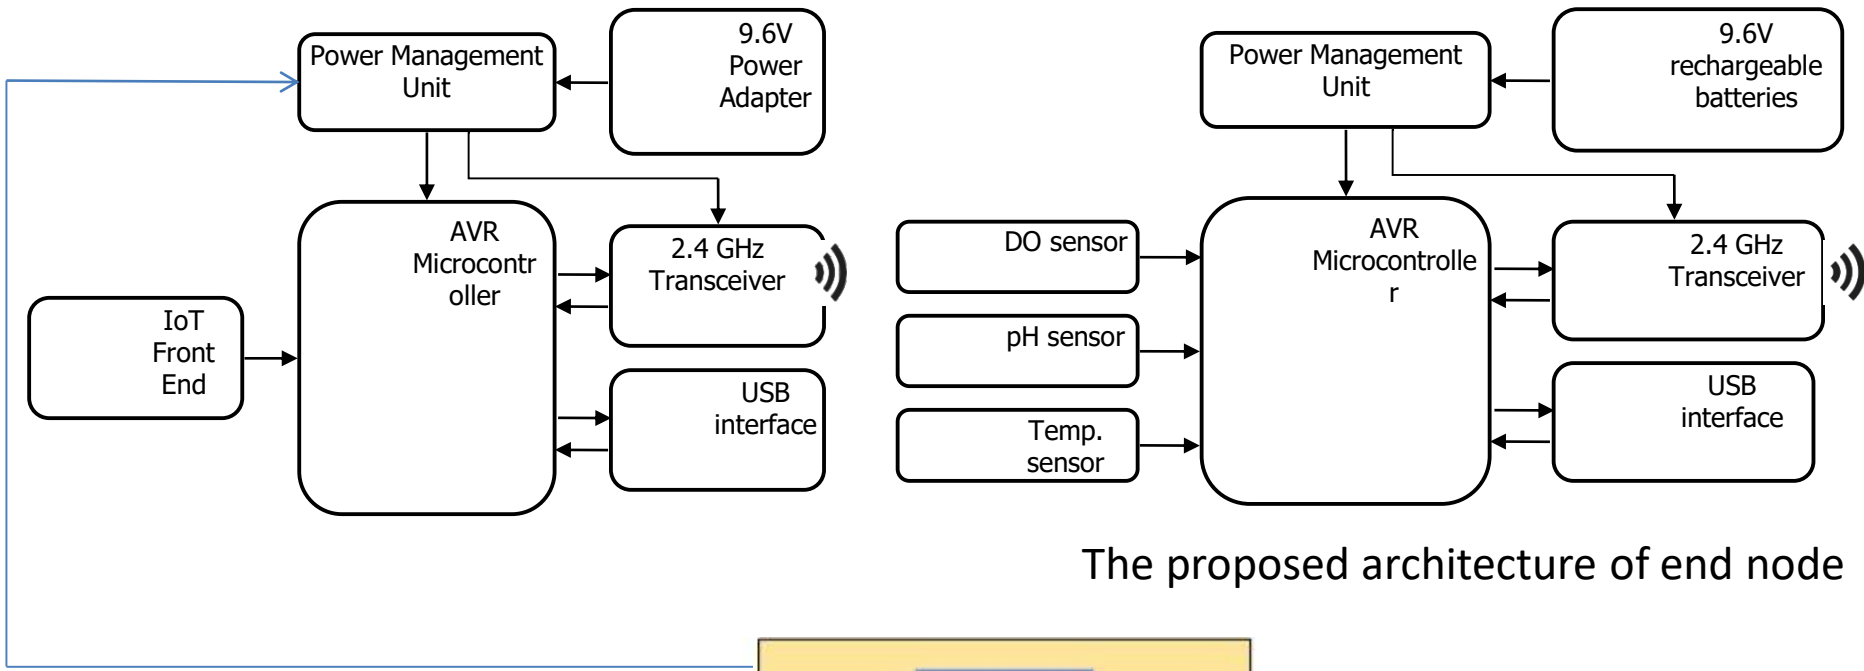 Power Management
Unit
9.6V
Power
Adapter
AVR
Microcontr
oller
2.4 GHz
Transceiver
IoT
Front
End
USB
interface
Power Management
Unit
9.6V
rechargeable
batteries
DO sensor
pH sensor
Temp.
sensor
AVR
Microcontrolle
r
2.4 GHz
Transceiver
USB
interface
The proposed architecture of end node